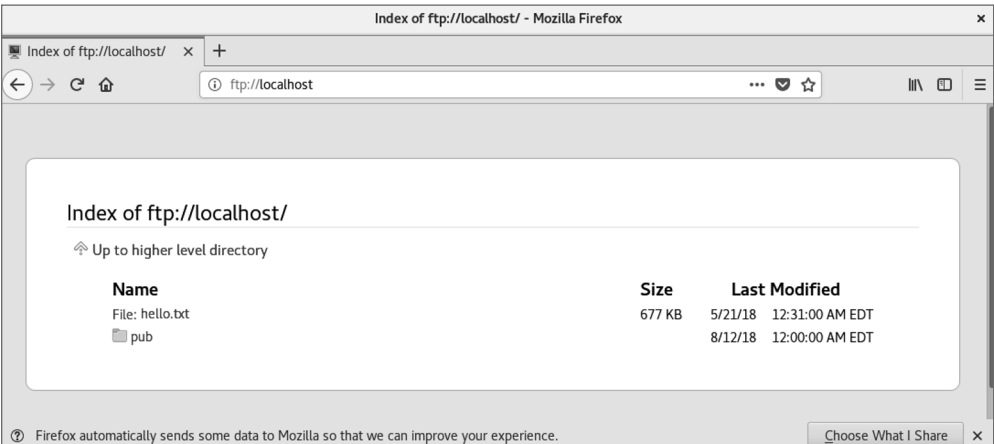 Index of ftp://localhost/ - Mozilla Firefox ×
Index of ftp://localhost/ × +
ftp://localhost
Index of ftp://localhost/
Up to higher level directory
Name Size Last Modified
File: hello.txt 677 KB 5/21/18 12:31:00 AM EDT
pub 8/12/18 12:00:00 AM EDT
Firefox automatically sends some data to Mozilla so that we can improve your experience. Choose What I Share ×